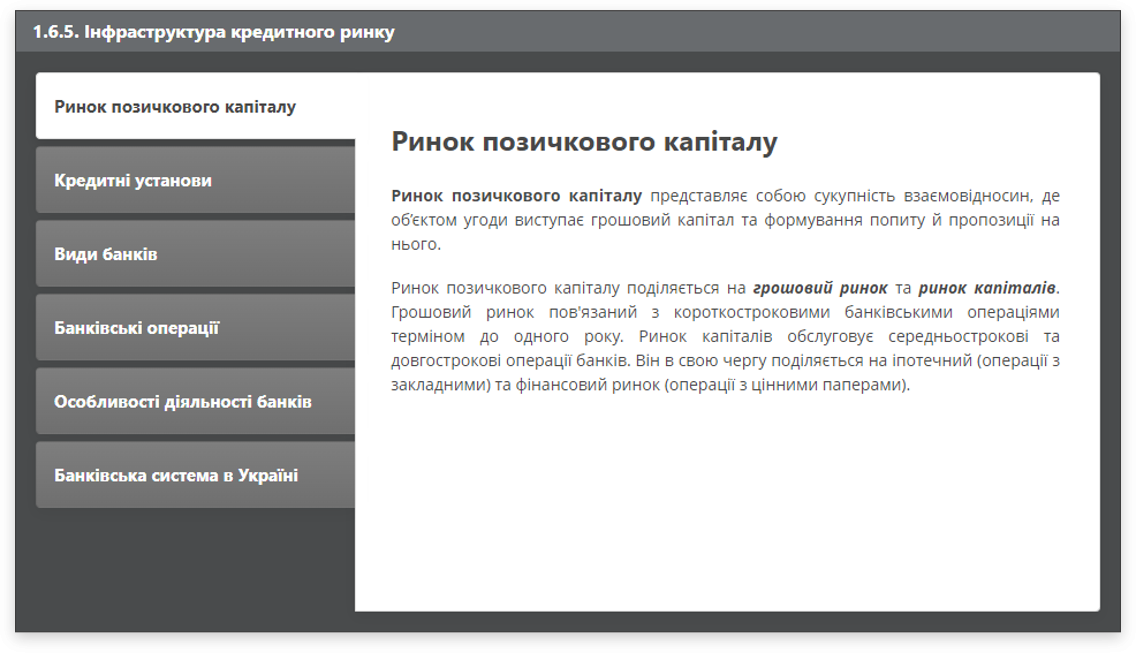 1.6.5. Інфраструктура кредитного ринку
Ринок позичкового капіталу
Кредитні установи
Види банків
Банківські операції
Особливості діяльності банків
Банківська система в Україні
Ринок позичкового капіталу
Ринок позичкового капіталу представляє собою сукупність взаємовідносин, де
об’єктом угоди виступає грошовий капітал та формування попиту й пропозиції на
нього.
Ринок позичкового капіталу поділяється на грошовий ринок та ринок капіталів.
Грошовий ринок пов'язаний з короткостроковими банківськими операціями
терміном до одного року. Ринок капіталів обслуговує середньострокові та
довгострокові операції банків. Він в свою чергу поділяється на іпотечний (операції з
закладними) та фінансовий ринок (операції з цінними паперами).